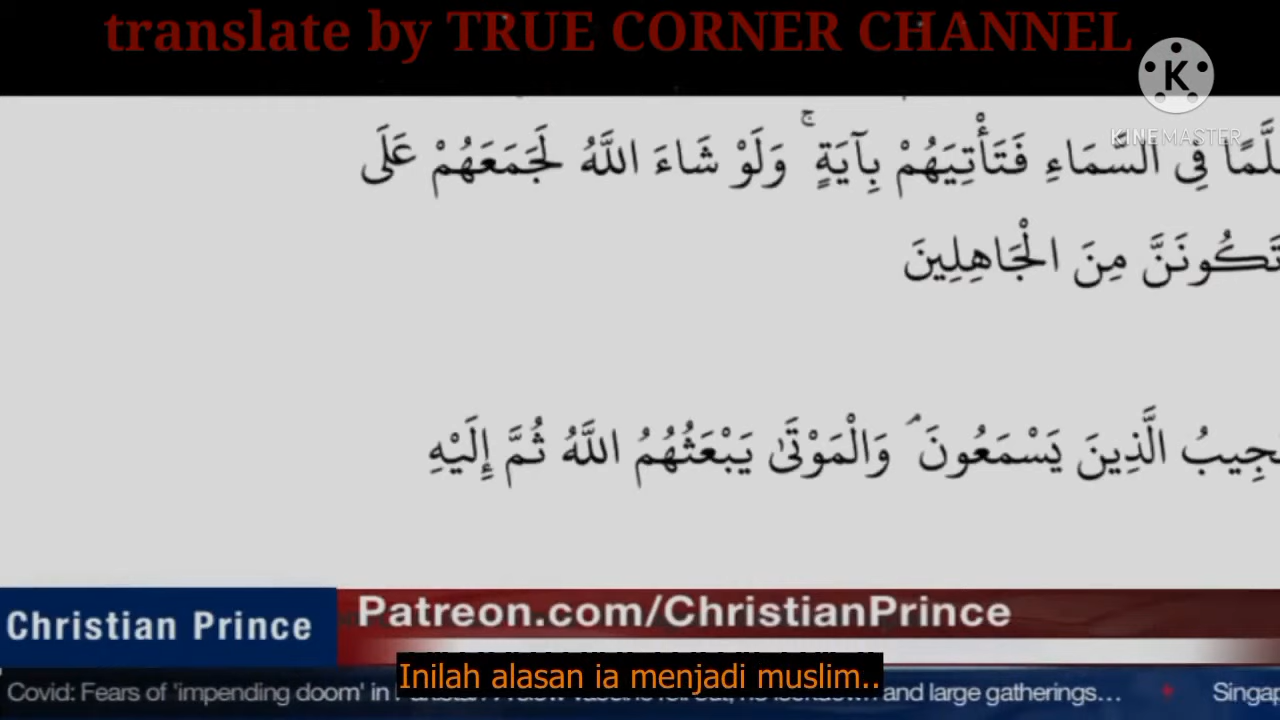 translate by TRUE CORNER CHANNEL
K
KINEMASTER
فِي السَّمَاءِ فَتَأْتِيَهُمْ بِآيَةٍ ۚ وَلَوْ شَاءَ اللَّهُ لَجَمَعَهُمْ عَلَى
تَكُونَنَّ مِنَ الْجَاهِلِينَ
الَّذِينَ يَسْمَعُونَ ۘ وَالْمَوْتَىٰ يَبْعَثُهُمُ اللَّهُ ثُمَّ إِلَيْهِ
Christian Prince
Patreon.com/ChristianPrince
Inilah alasan ia menjadi muslim..
Covid: Fears of 'impending doom' in and large gatherings...